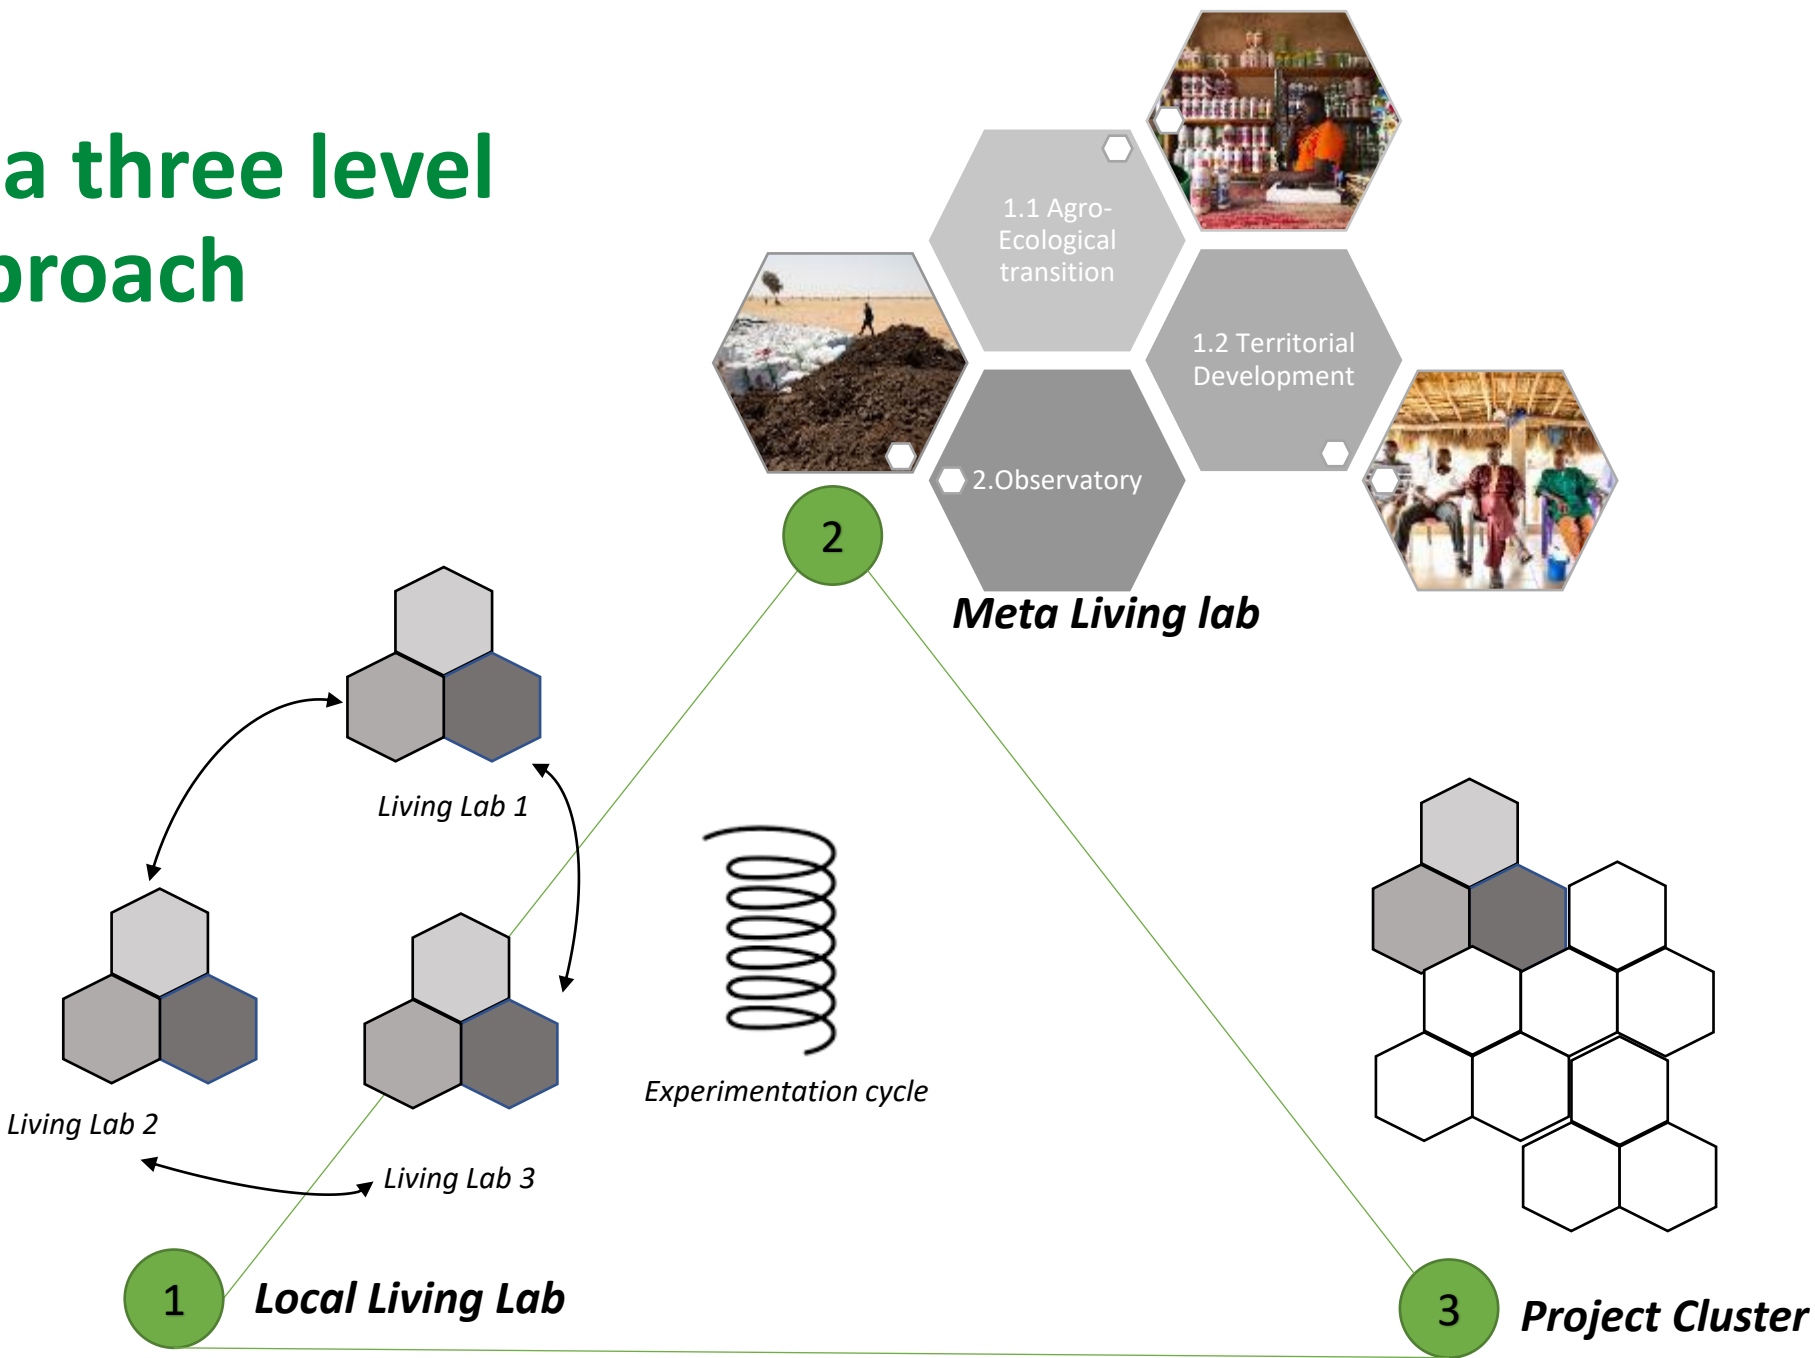 a three level
proach
1.1 Agro-
Ecological
transition
1.2 Territorial
Development
2.Observatory
2
Meta Living lab
Living Lab 1
Experimentation cycle
Living Lab 2
Living Lab 3
1
Local Living Lab
3
Project Cluster